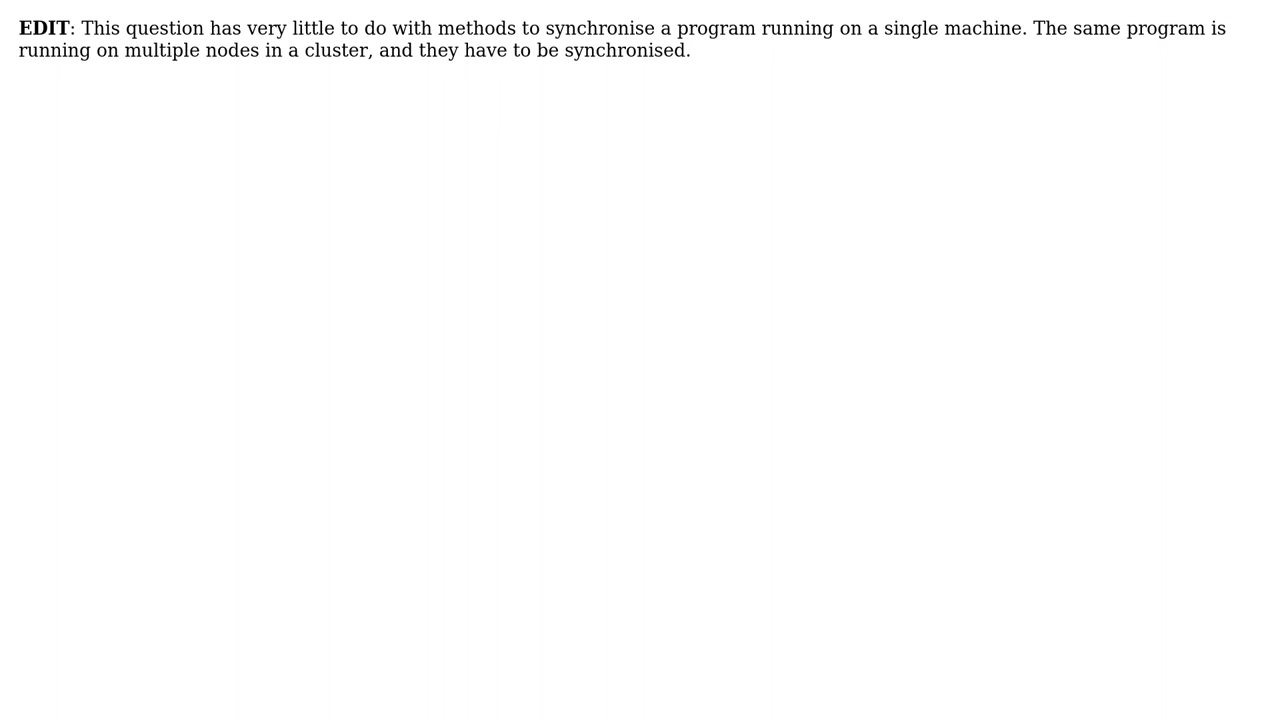 EDIT: This question has very little to do with methods to synchronise a program running on a single machine. The same program is
running on multiple nodes in a cluster, and they have to be synchronised.